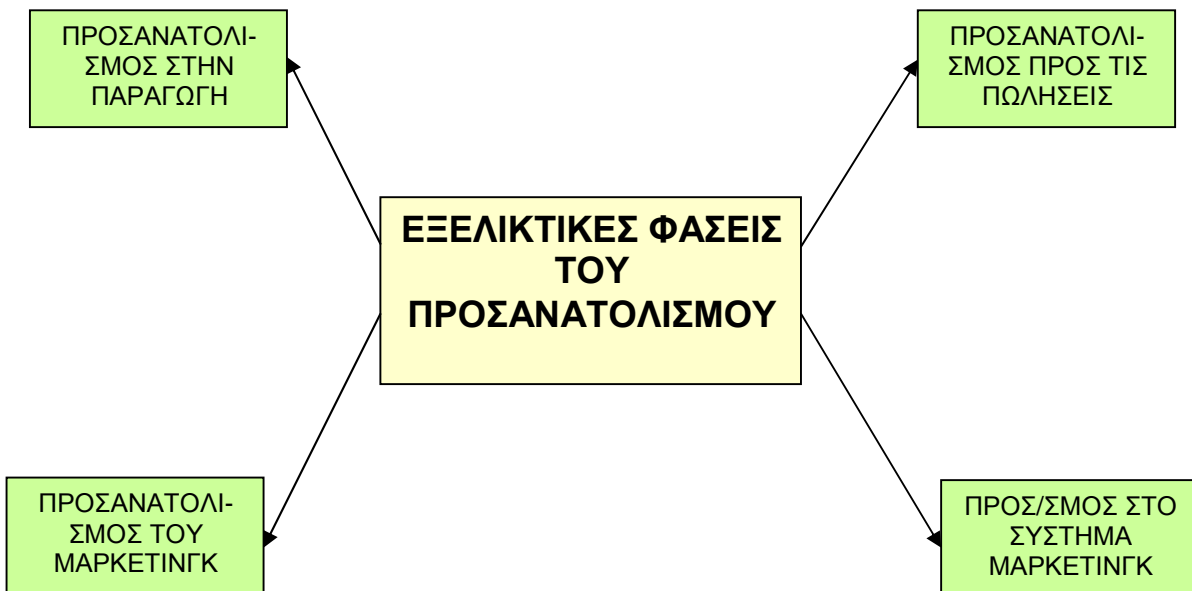 ΠΡΟΣΑΝΑΤΟΛΙ-
ΣΜΟΣ ΣΤΗΝ
ΠΑΡΑΓΩΓΗ
ΠΡΟΣΑΝΑΤΟΛΙ-
ΣΜΟΣ ΠΡΟΣ ΤΙΣ
ΠΩΛΗΣΕΙΣ
ΕΞΕΛΙΚΤΙΚΕΣ ΦΑΣΕΙΣ
ΤΟΥ
ΠΡΟΣΑΝΑΤΟΛΙΣΜΟΥ
ΠΡΟΣΑΝΑΤΟΛΙ-
ΣΜΟΣ ΤΟΥ
ΜΑΡΚΕΤΙΝΓΚ
ΠΡΟΣ/ΣΜΟΣ ΣΤΟ
ΣΥΣΤΗΜΑ
ΜΑΡΚΕΤΙΝΓΚ